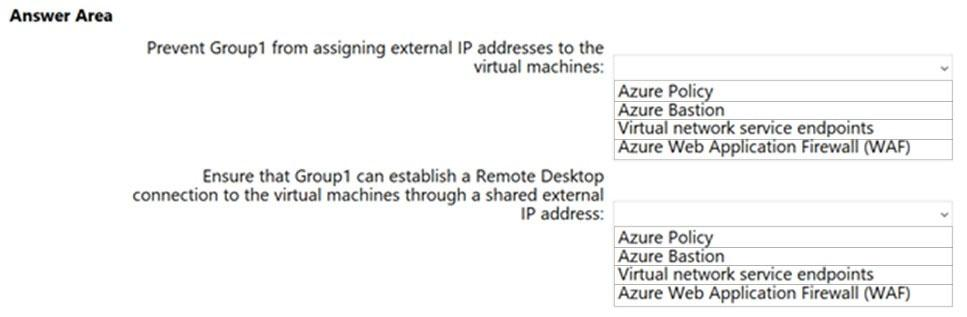 Answer Area
Prevent Group1 from assigning external IP addresses to the
virtual machines:
Azure Policy
Azure Bastion
Virtual network service endpoints
Azure Web Application Firewall (WAF)
Ensure that Group1 can establish a Remote Desktop
connection to the virtual machines through a shared external
IP address:
Azure Policy
Azure Bastion
Virtual network service endpoints
Azure Web Application Firewall (WAF)